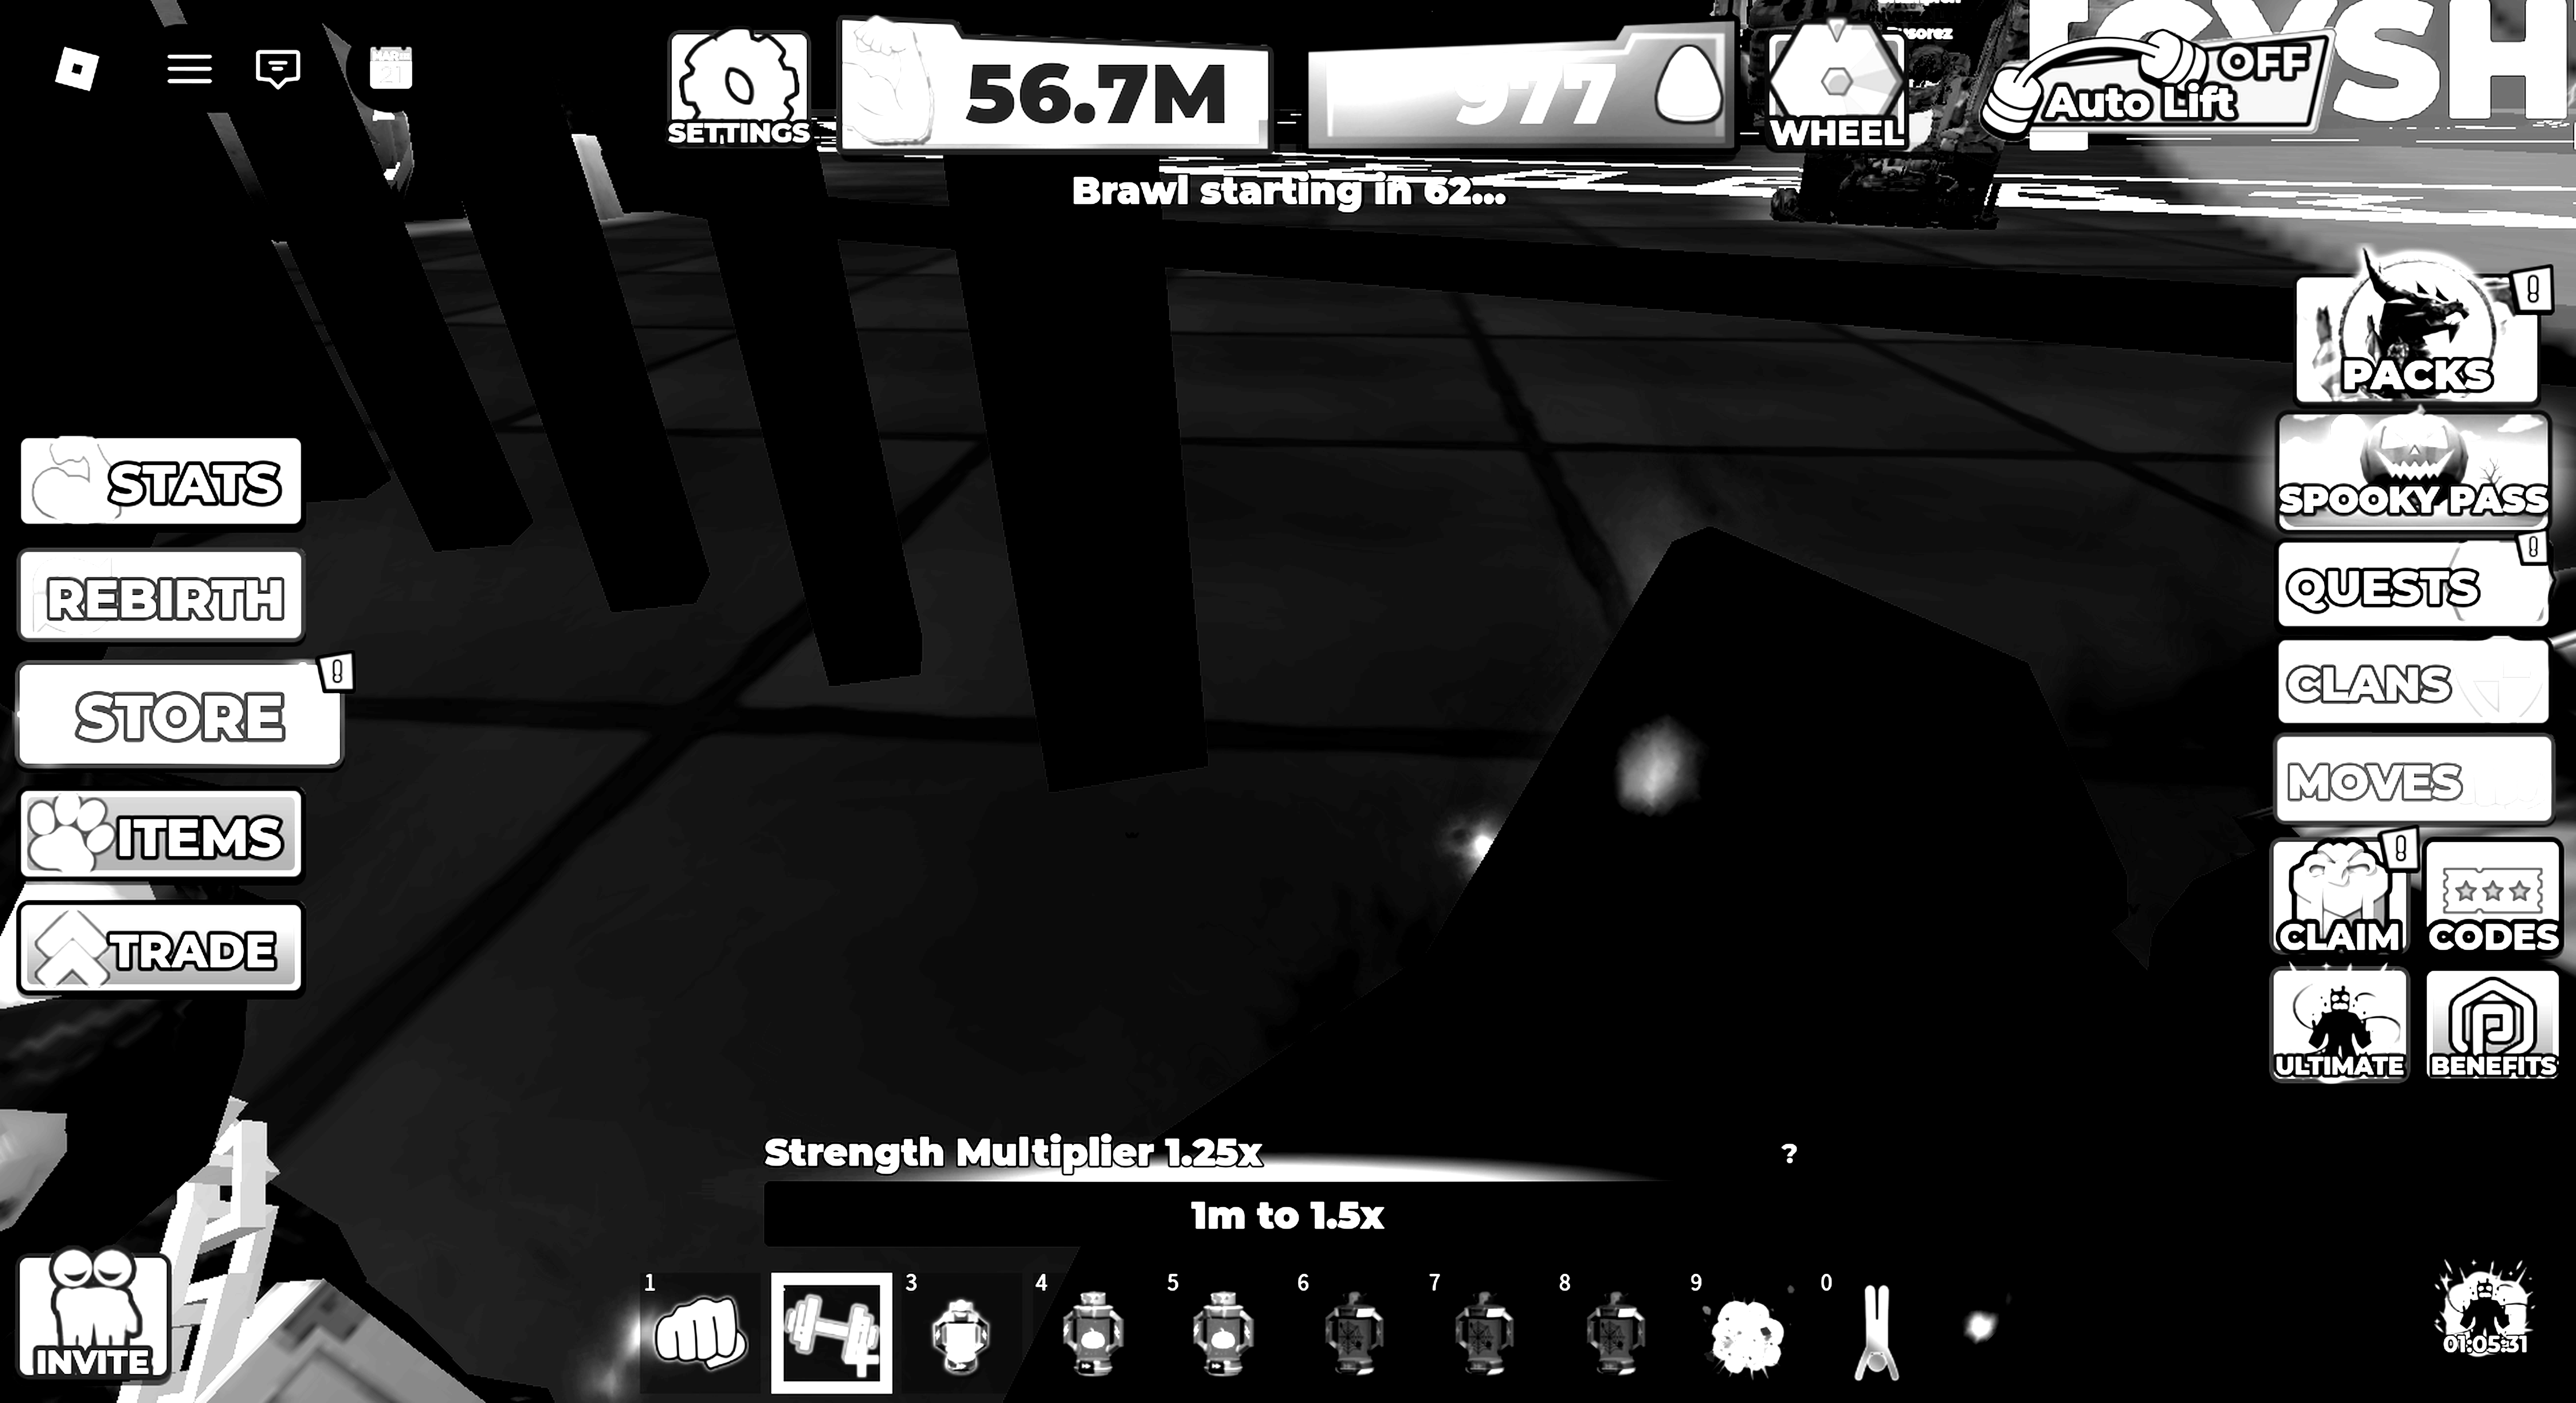 21
SETTINGS
56.7M
977
WHEEL
OFF
Auto Lift
Brawl starting in 62...
PACKS
SPOOKY PASS
QUESTS
CLANS
MOVES
CLAIM
CODES
ULTIMATE
BENEFITS
STATS
REBIRTH
STORE
ITEMS
TRADE
INVITE
Strength Multiplier 1.25x
?
1m to 1.5x
1
3
4
5
6
7
8
9
0
01:05:31